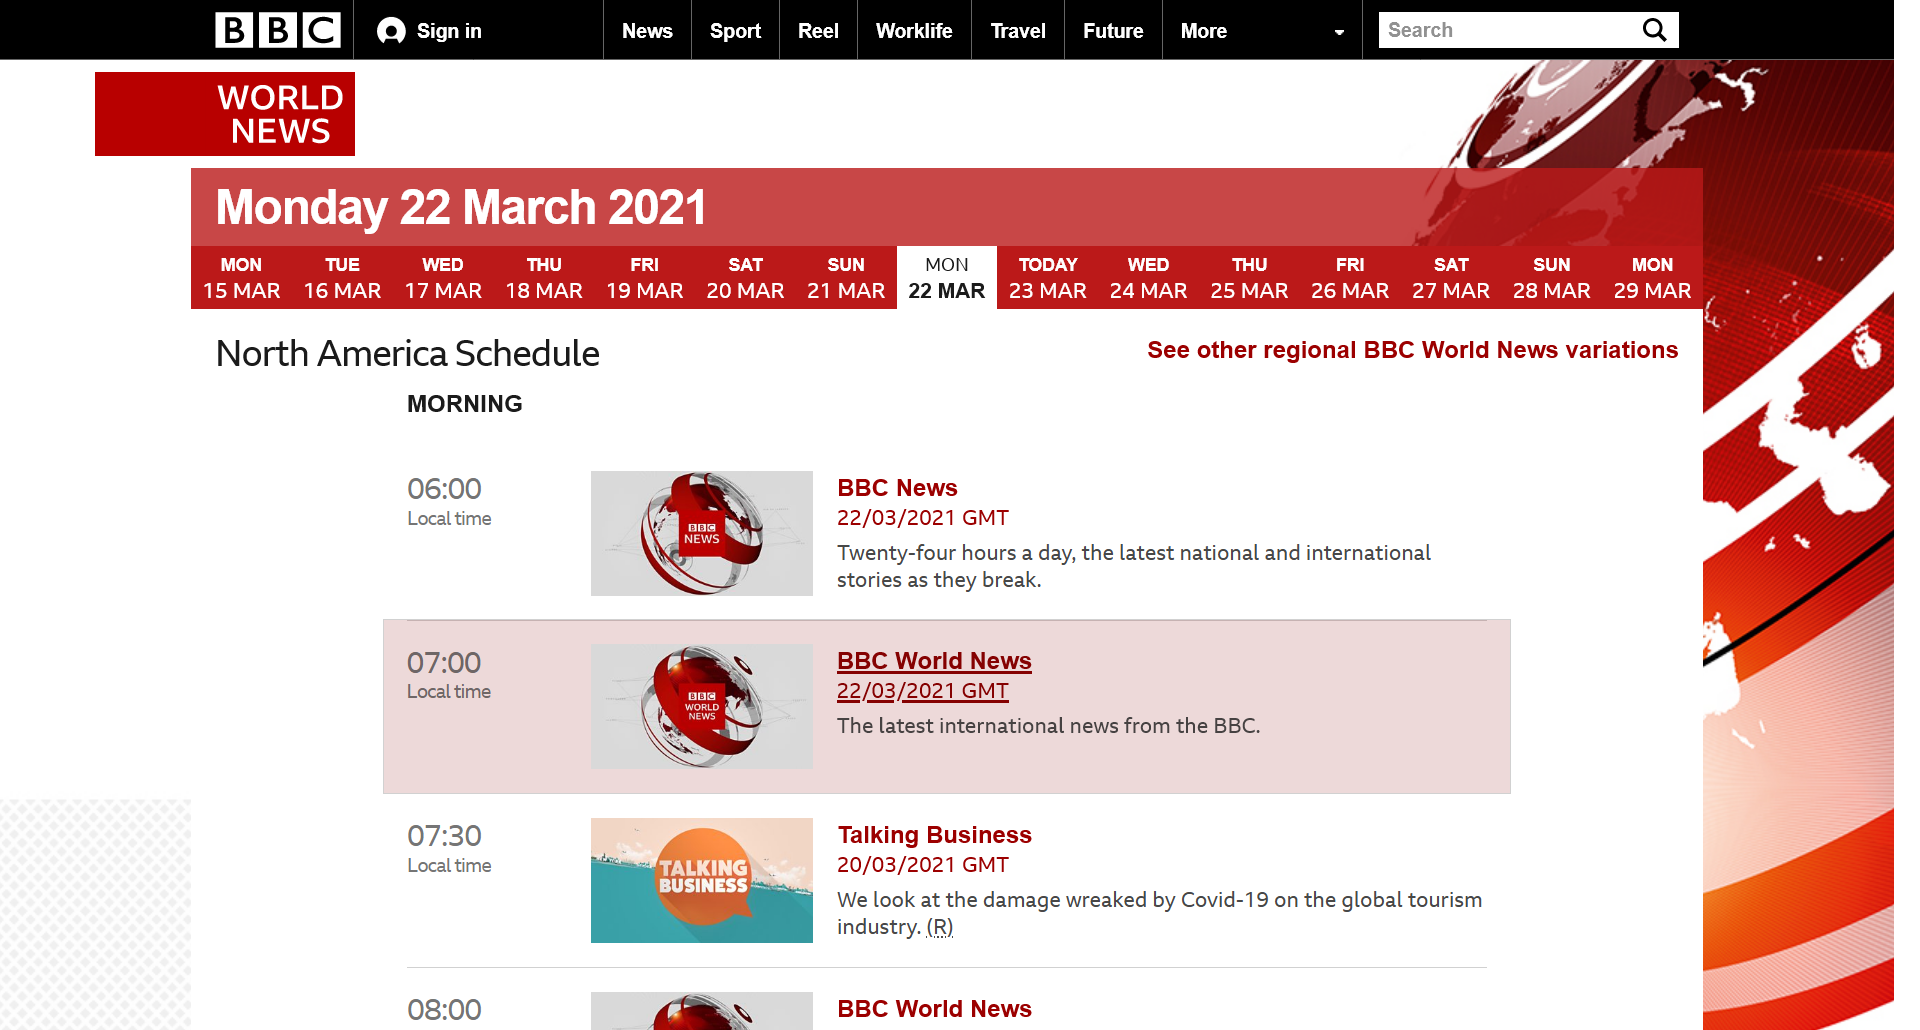 BBC
Sign in
News
Sport
Reel
Worklife
Travel
Future
More
Search
WORLD
NEWS
Monday 22 March 2021
MON
15 MAR
TUE
16 MAR
WED
17 MAR
THU
18 MAR
FRI
19 MAR
SAT
20 MAR
SUN
21 MAR
MON
22 MAR
TODAY
23 MAR
WED
24 MAR
THU
25 MAR
FRI
26 MAR
SAT
27 MAR
SUN
28 MAR
MON
29 MAR
North America Schedule
See other regional BBC World News variations
MORNING
06:00
Local time
BBC
NEWS
BBC News
22/03/2021 GMT
Twenty-four hours a day, the latest national and international
stories as they break.
07:00
Local time
BBC
WORLD
NEWS
BBC World News
22/03/2021 GMT
The latest international news from the BBC.
07:30
Local time
TALKING
BUSINESS
Talking Business
20/03/2021 GMT
We look at the damage wreaked by Covid-19 on the global tourism
industry. (R)
08:00
BBC World News